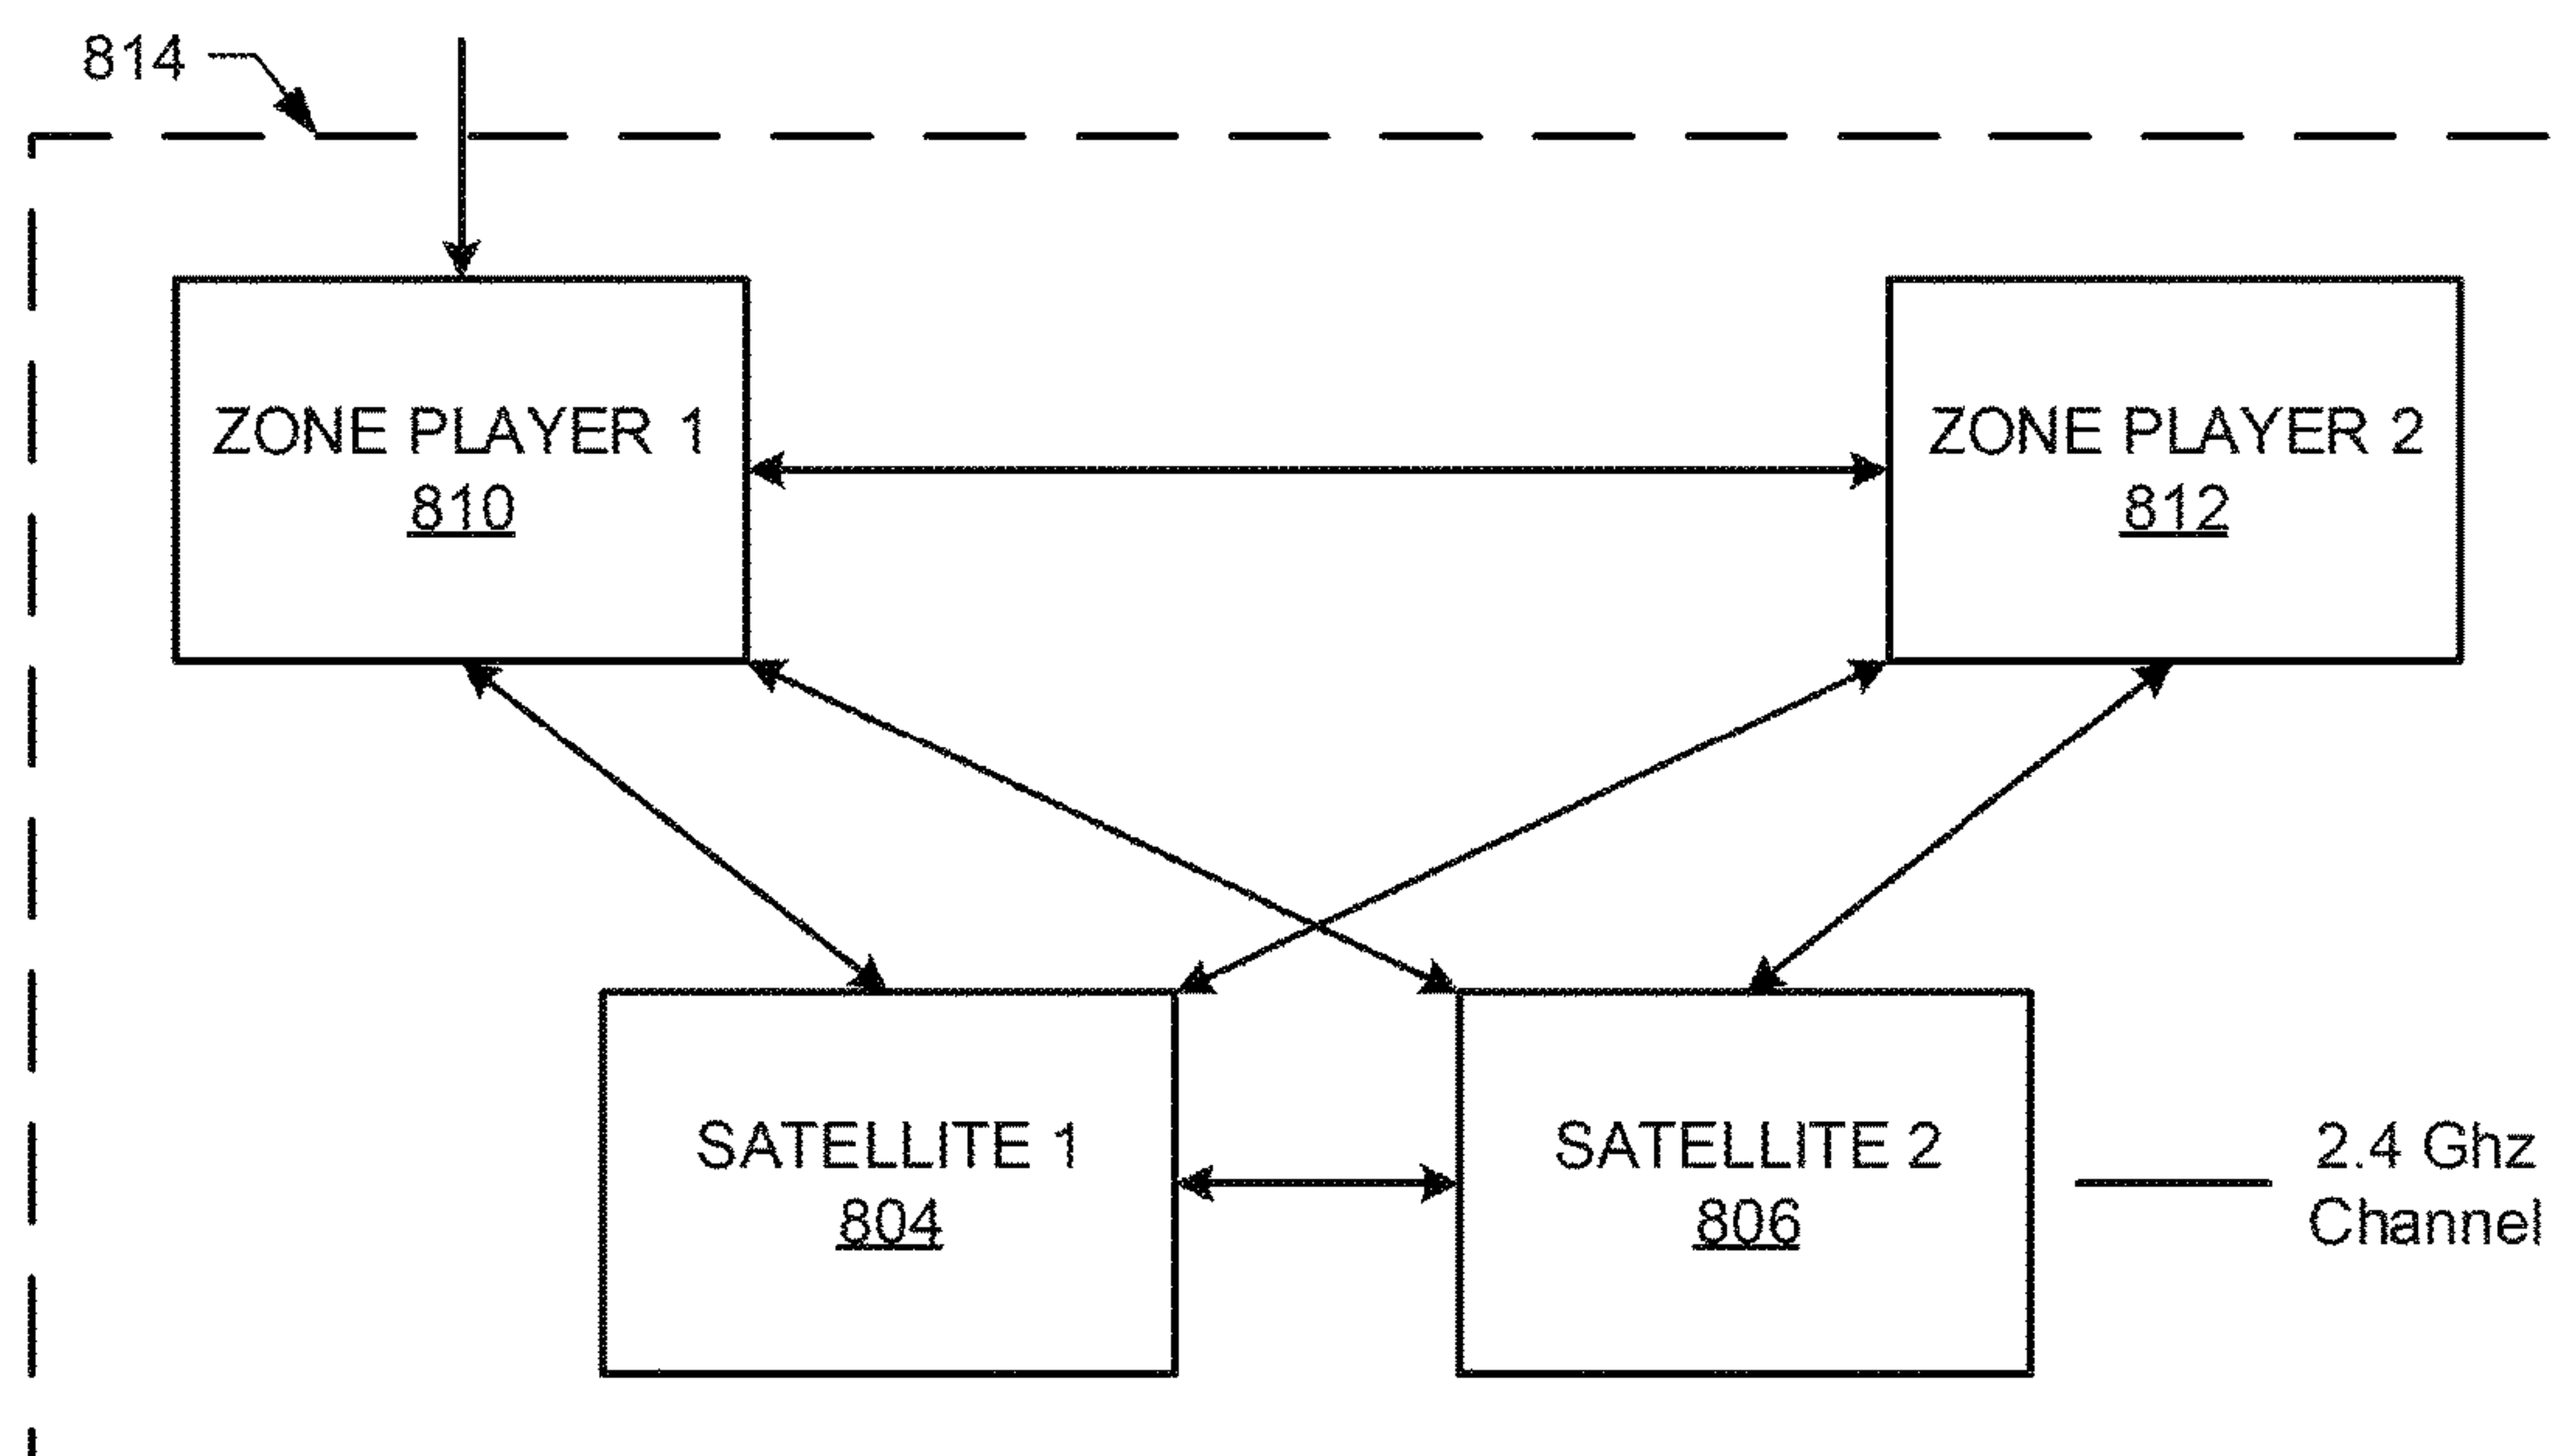 814
ZONE PLAYER 1
810
ZONE PLAYER 2
812
SATELLITE 1
804
SATELLITE 2
806
2.4 Ghz
Channel